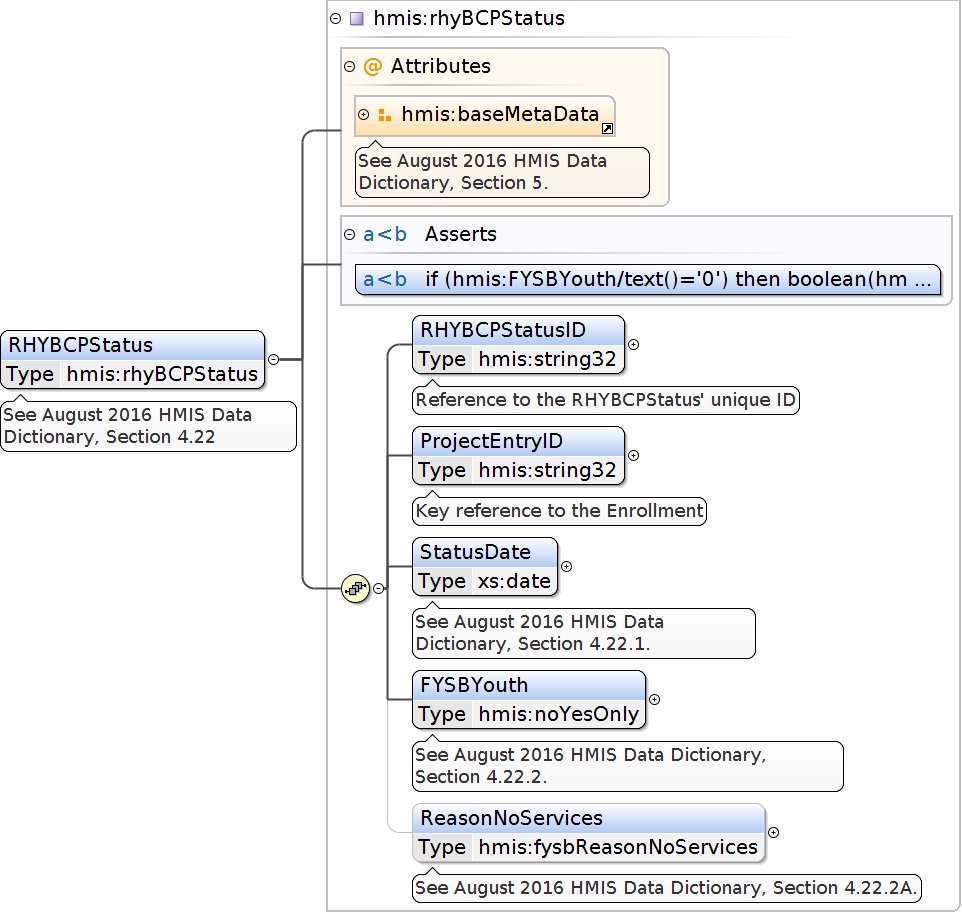 hmis:rhyBCPStatus
@ Attributes
hmis:baseMetaData
See August 2016 HMIS Data
Dictionary, Section 5.
a<b Asserts
a<b if (hmis:FYSBYouth/text()='0') then boolean(hm ...
RHYBCPStatus
Type hmis:rhyBCPStatus
See August 2016 HMIS Data
Dictionary, Section 4.22
RHYBCPStatusID
Type hmis:string32
Reference to the RHYBCPStatus' unique ID
ProjectEntryID
Type hmis:string32
Key reference to the Enrollment
StatusDate
Type xs:date
See August 2016 HMIS Data
Dictionary, Section 4.22.1.
FYSBYouth
Type hmis:noYesOnly
See August 2016 HMIS Data Dictionary,
Section 4.22.2.
ReasonNoServices
Type hmis:fysbReasonNoServices
See August 2016 HMIS Data Dictionary, Section 4.22.2A.